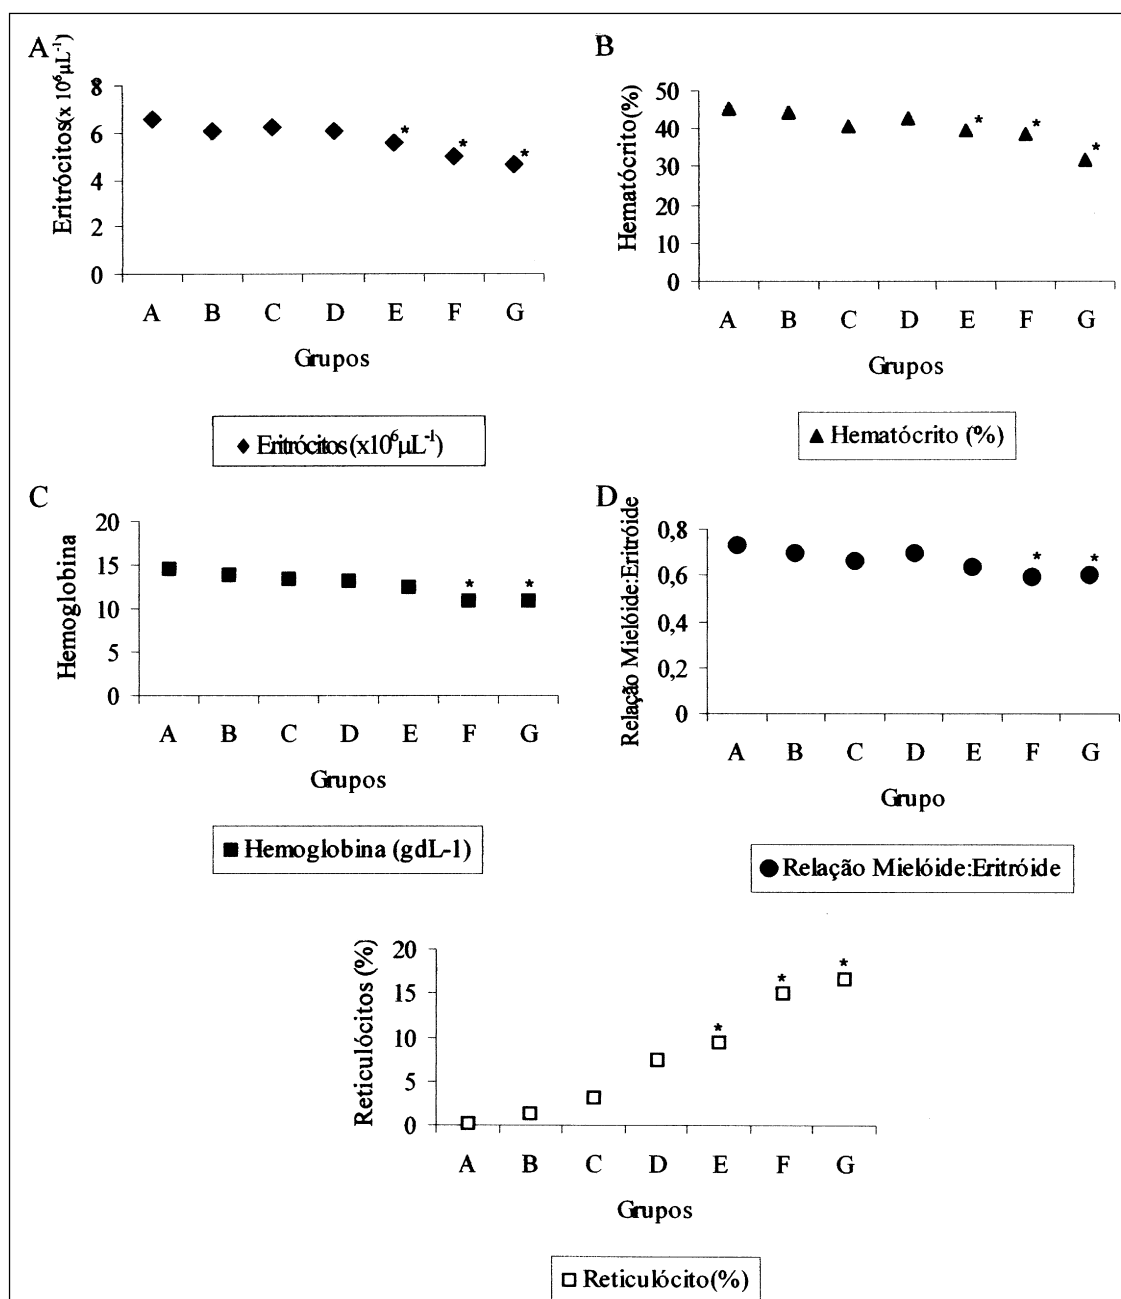 A
Eritrócitos(x 10⁶µL⁻¹)
8
6
4
2
0
*
*
*
A B C D E F G
Grupos
Eritrócitos(x10⁶µL⁻¹)
B
Hematócrito(%)
50
40
30
20
10
0
*
*
*
A B C D E F G
Grupos
Hematócrito (%)
C
Hemoglobina
20
15
10
5
0
*
*
A B C D E F G
Grupos
Hemoglobina (gdL-1)
D
Relação Mielóide:Eritróide
0,8
0,6
0,4
0,2
0
*
*
A B C D E F G
Grupo
Relação Mielóide:Eritróide
Reticulócitos (%)
20
15
10
5
0
*
*
*
A B C D E F G
Grupos
Reticulócito(%)